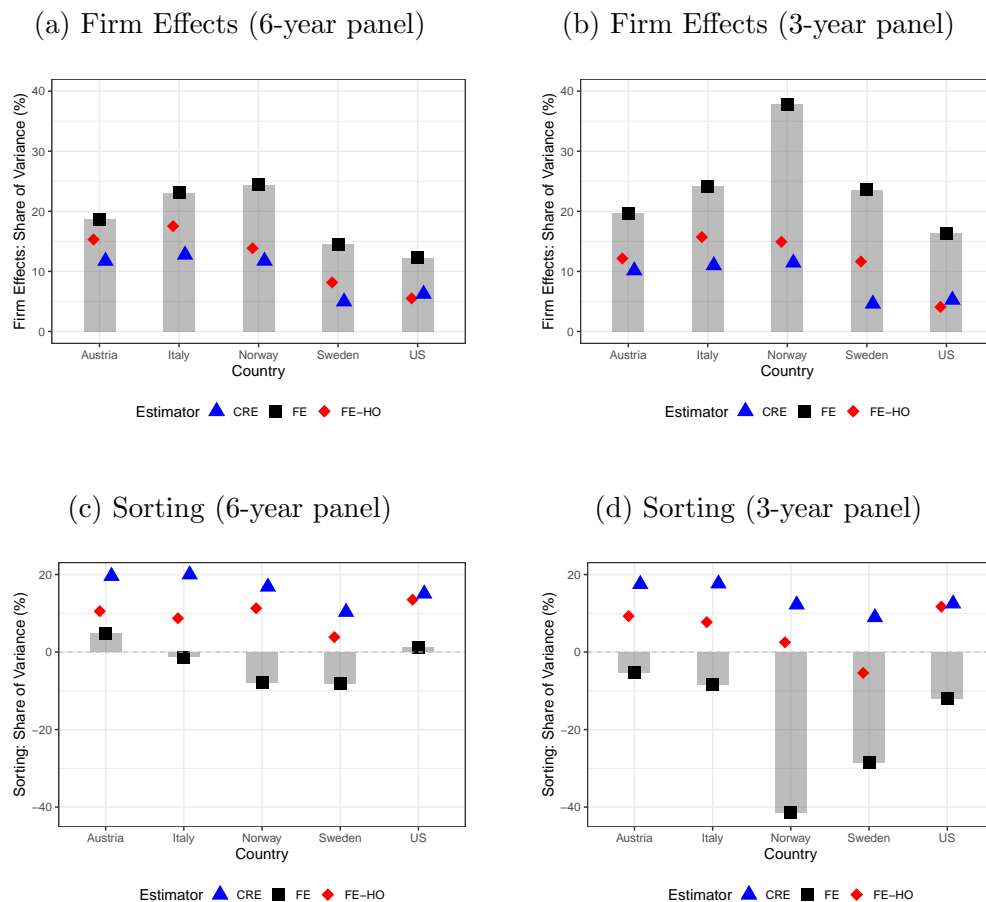 (a) Firm Effects (6-year panel)
Firm Effects: Share of Variance (%)
40
30
20
10
0
Austria Italy Norway Sweden US
Country
Estimator CRE FE FE−HO
(b) Firm Effects (3-year panel)
Firm Effects: Share of Variance (%)
40
30
20
10
0
Austria Italy Norway Sweden US
Country
Estimator CRE FE FE−HO
(c) Sorting (6-year panel)
Sorting: Share of Variance (%)
20
0
−20
−40
Austria Italy Norway Sweden US
Country
Estimator CRE FE FE−HO
(d) Sorting (3-year panel)
Sorting: Share of Variance (%)
20
0
−20
−40
Austria Italy Norway Sweden US
Country
Estimator CRE FE FE−HO